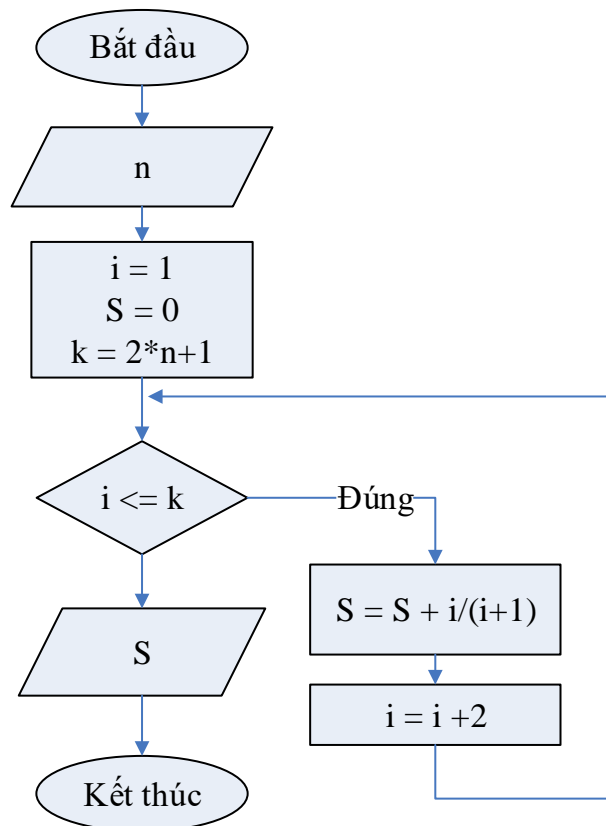 Bắt đầu
n
i = 1
S = 0
k = 2*n+1
i <= k
Đúng
S = S + i/(i+1)
i = i +2
S
Kết thúc